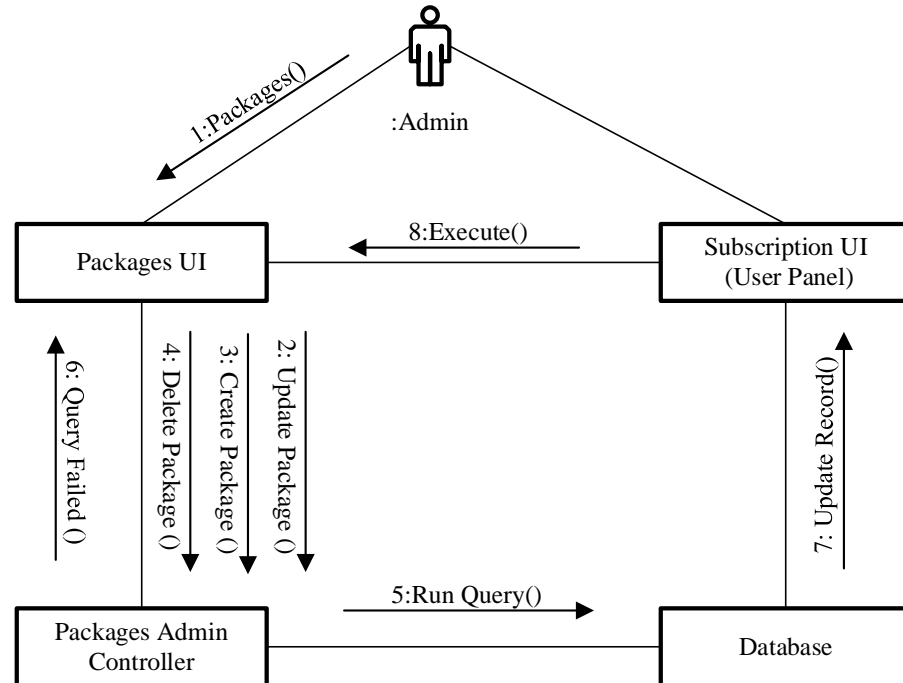 1:Packages()
:Admin
8:Execute()
Packages UI
Subscription UI
(User Panel)
6: Query Failed ()
4: Delete Package ()
3: Create Package ()
2: Update Package ()
7: Update Record()
5:Run Query()
Packages Admin
Controller
Database